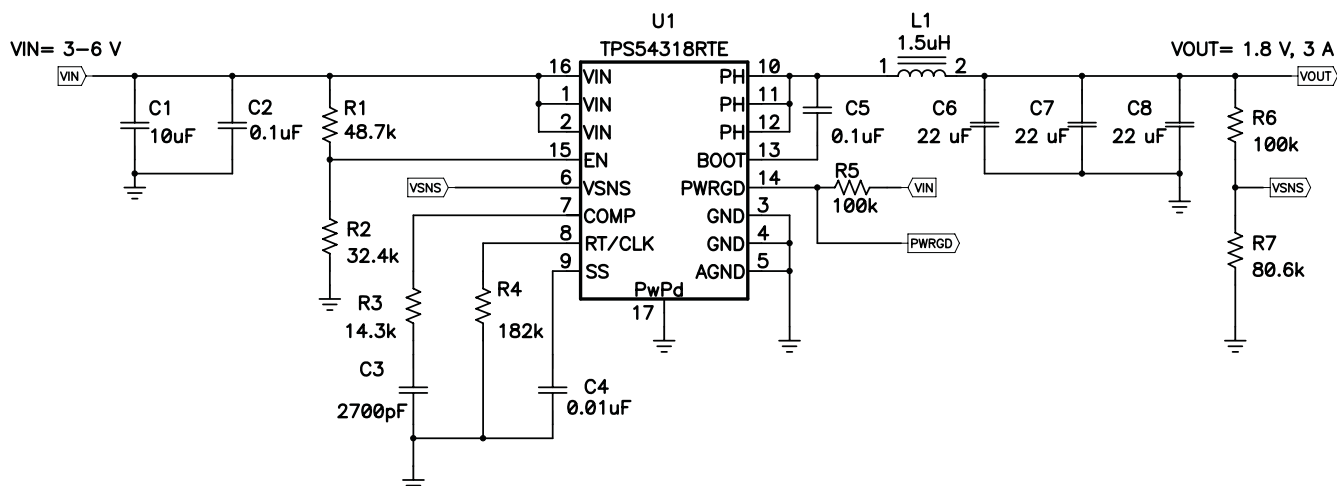 U1
TPS54318RTE
L1
1.5uH
VIN= 3-6 V
VOUT= 1.8 V, 3 A
VIN
VOUT
1
2
C1
10uF
C2
0.1uF
R1
48.7k
R2
32.4k
16 VIN
1 VIN
2 VIN
15 EN
6 VSNS
7 COMP
8 RT/CLK
9 SS
PH 10
PH 11
PH 12
BOOT 13
PWRGD 14
GND 3
GND 4
AGND 5
PwPd
17
VSNS
C5
0.1uF
R5
100k
VIN
PWRGD
C6
22 uF
C7
22 uF
C8
22 uF
R6
100k
VSNS
R7
80.6k
R3
14.3k
R4
182k
C3
2700pF
C4
0.01uF